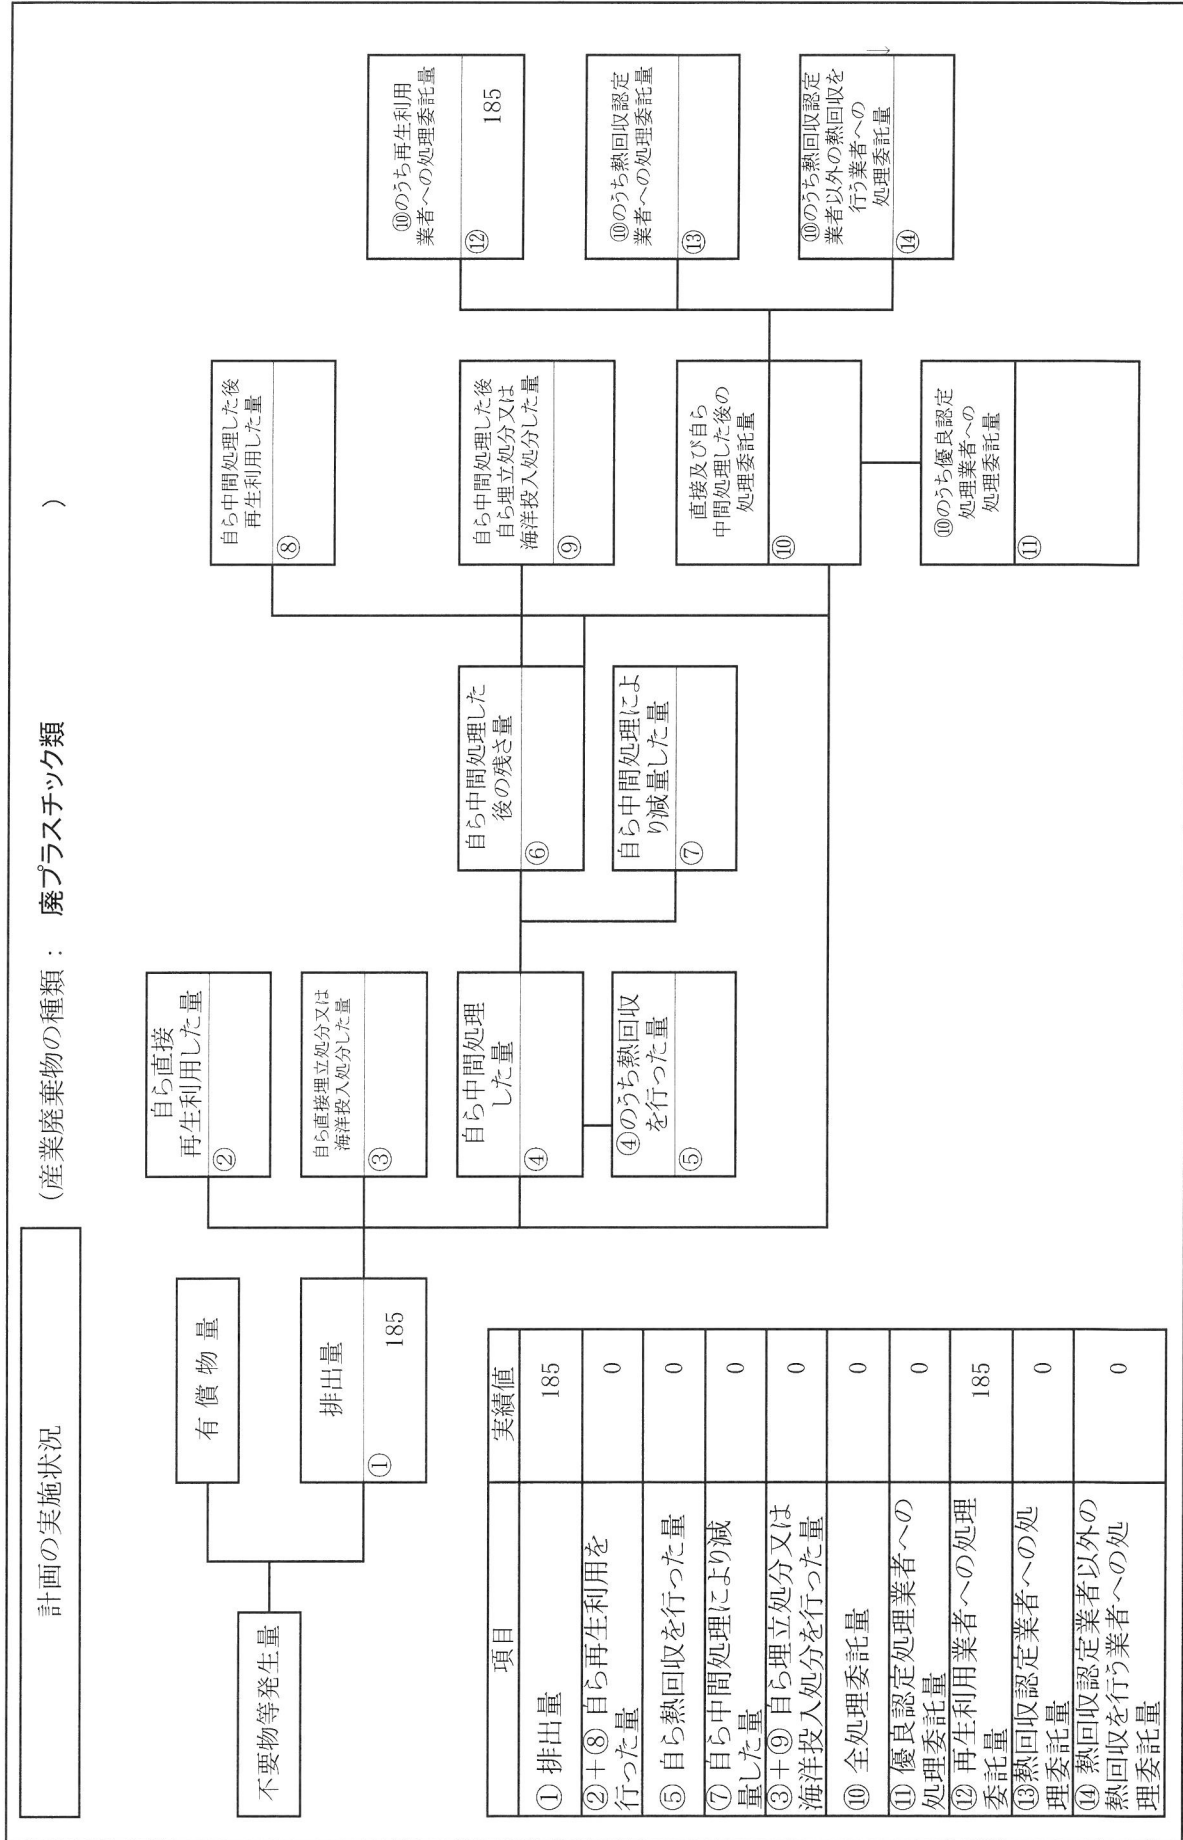 計画の実施状況
(産業廃棄物の種類： 廃プラスチック類 )
不要物等発生量
有償物量
排出量
① 185
自ら直接
再生利用した量
②
自ら直接埋立処分又は
海洋投入処分した量
③
自ら中間処理
した量
④
④のうち熱回収
を行った量
⑤
自ら中間処理した
後の残さ量
⑥
自ら中間処理によ
り減量した量
⑦
自ら中間処理した後
再生利用した量
⑧
自ら中間処理した後
自ら埋立処分又は
海洋投入処分した量
⑨
直接及び自ら
中間処理した後の
処理委託量
⑩
⑩のうち優良認定
処理業者への
処理委託量
⑪
⑩のうち再生利用
業者への処理委託量
⑫ 185
⑩のうち熱回収認定
業者への処理委託量
⑬
⑩のうち熱回収認定
業者以外の熱回収を
行う業者への
処理委託量
⑭
項目 実績値
① 排出量 185
②＋⑧ 自ら再生利用を
行った量 0
⑤ 自ら熱回収を行った量 0
⑦ 自ら中間処理により減
量した量 0
③＋⑨ 自ら埋立処分又は
海洋投入処分を行った量 0
⑩ 全処理委託量 0
⑪ 優良認定処理業者への
処理委託量 0
⑫ 再生利用業者への処理
委託量 185
⑬熱回収認定業者への処
理委託量 0
⑭ 熱回収認定業者以外の
熱回収を行う業者への処
理委託量 0